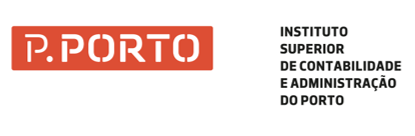 P.PORTO
INSTITUTO
SUPERIOR
DE CONTABILIDADE
E ADMINISTRAÇÃO
DO PORTO